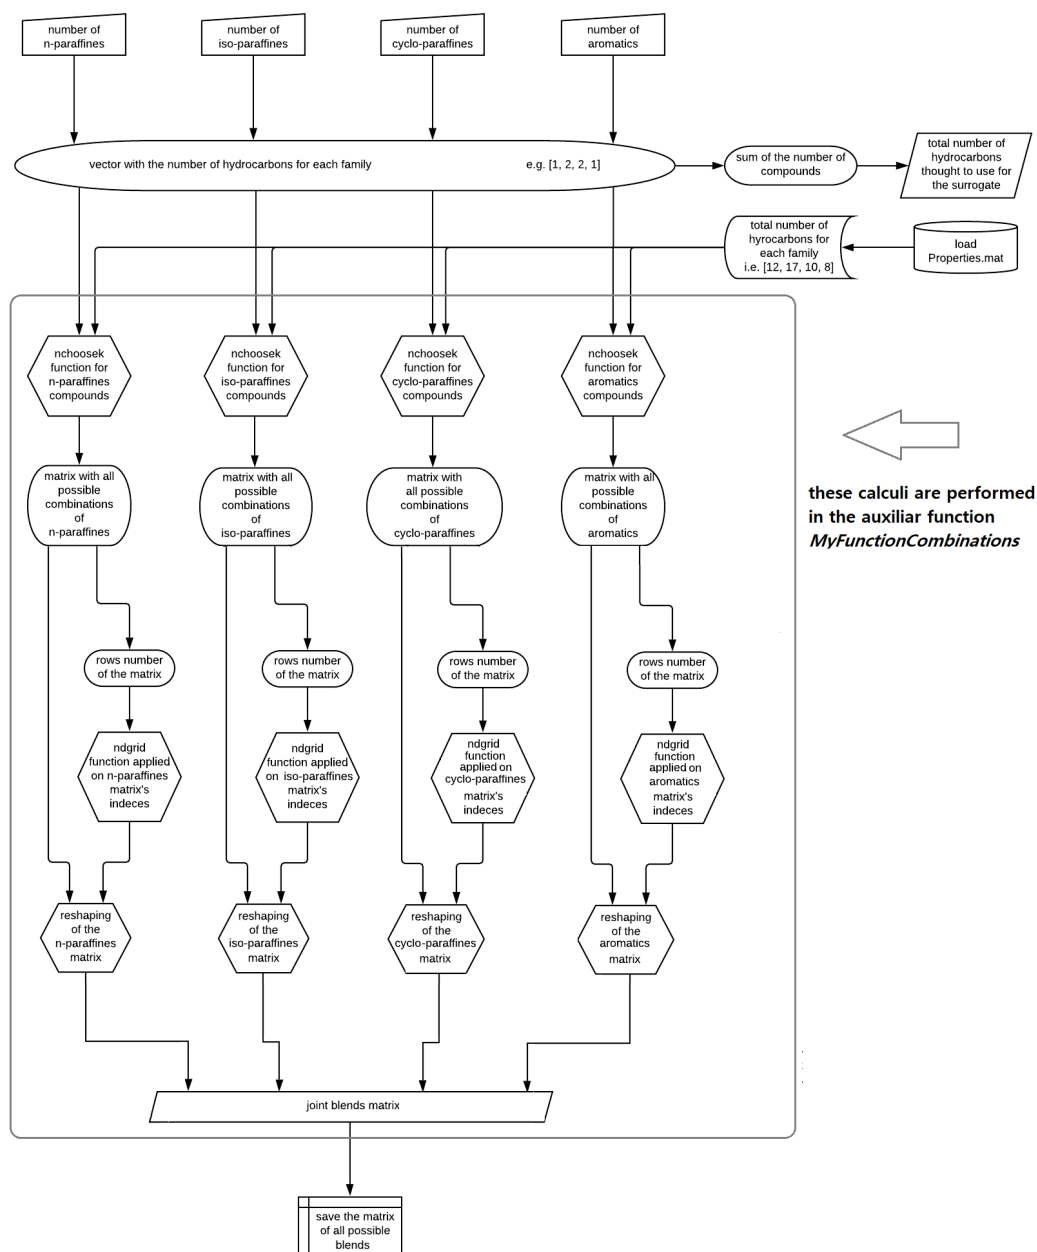 number of
n-paraffines
number of
iso-paraffines
number of
cyclo-paraffines
number of
aromatics
vector with the number of hydrocarbons for each family
e.g. [1, 2, 2, 1]
sum of the number of
compounds
total number of
hydrocarbons
thought to use for
the surrogate
total number of
hyrocarbons for
each family
i.e. [12, 17, 10, 8]
load
Properties.mat
nchoosek
function for
n-paraffines
compounds
nchoosek
function for
iso-paraffines
compounds
nchoosek
function for
cyclo-paraffines
compounds
nchoosek
function for
aromatics
compounds
matrix with all
possible
combinations
of
n-paraffines
matrix with all
possible
combinations
of
iso-paraffines
matrix with
all possible
combinations
of
cyclo-paraffines
matrix with all
possible
combinations
of
aromatics
these calculi are performed
in the auxiliar function
MyFunctionCombinations
rows number
of the matrix
rows number
of the matrix
rows number
of the matrix
rows number
of the matrix
ndgrid
function applied
on n-paraffines
matrix's
indeces
ndgrid
function applied
on iso-paraffines
matrix's
indeces
ndgrid
function
applied on
cyclo-paraffines
matrix's
indeces
ndgrid
function
applied on
aromatics
matrix's
indeces
reshaping
of the
n-paraffines
matrix
reshaping
of the
iso-paraffines
matrix
reshaping
of the
cyclo-paraffines
matrix
reshaping
of the
aromatics
matrix
joint blends matrix
save the matrix
of all possible
blends